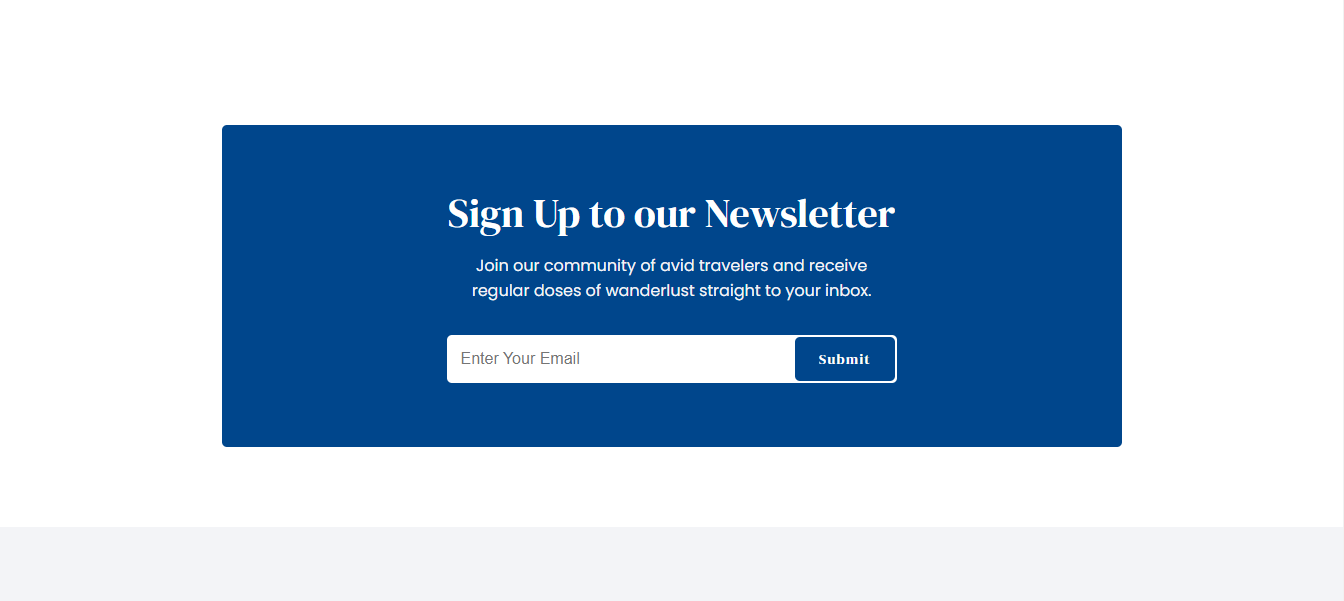 Sign Up to our Newsletter
Join our community of avid travelers and receive
regular doses of wanderlust straight to your inbox.
Enter Your Email
Submit